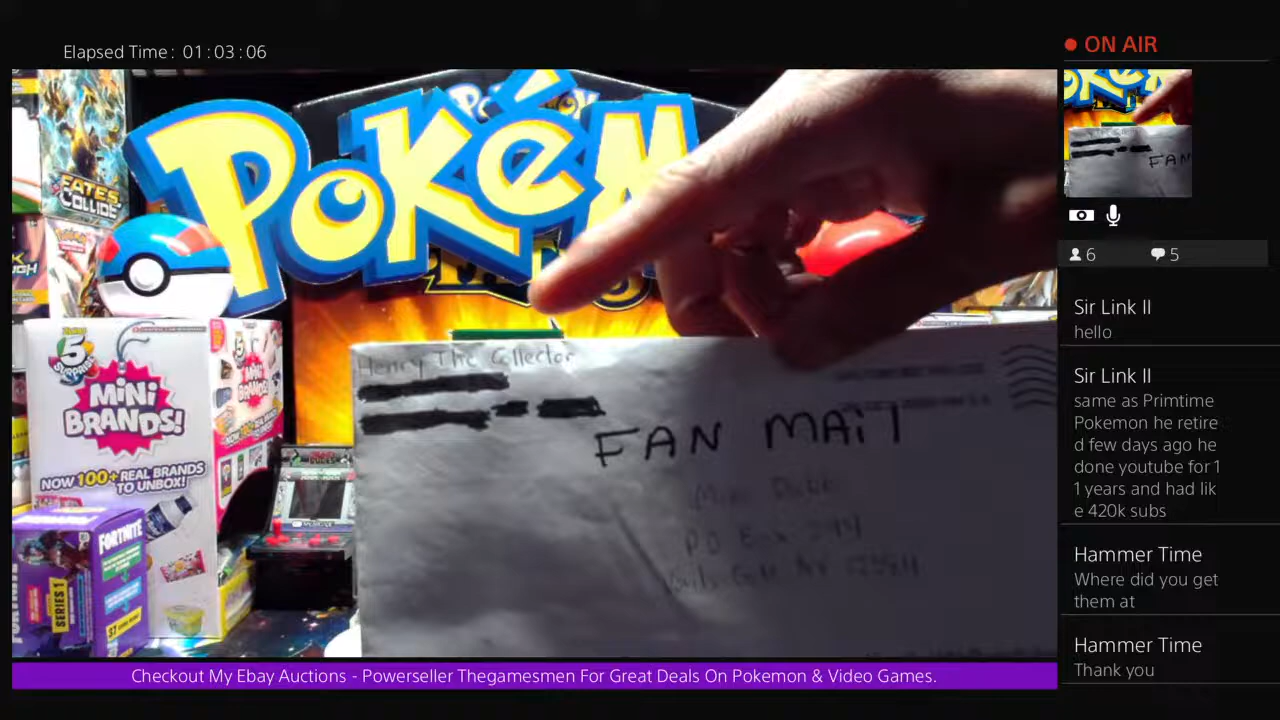 Elapsed Time: 01:03:06
ON AIR
POKÉM
FATES
COLLIDE
5
SURPRISE
MiNi
BRANDS!
NOW 100+ REAL BRANDS
TO UNBOX!
FORTNITE
SERIES 1
Henry The Collector
FAN MAiT
PO
FAN
6
5
Sir Link II
hello
Sir Link II
same as Primtime
Pokemon he retire
d few days ago he
done youtube for 1
1 years and had lik
e 420k subs
Hammer Time
Where did you get
them at
Hammer Time
Thank you
Checkout My Ebay Auctions - Powerseller Thegamesmen For Great Deals On Pokemon & Video Games.